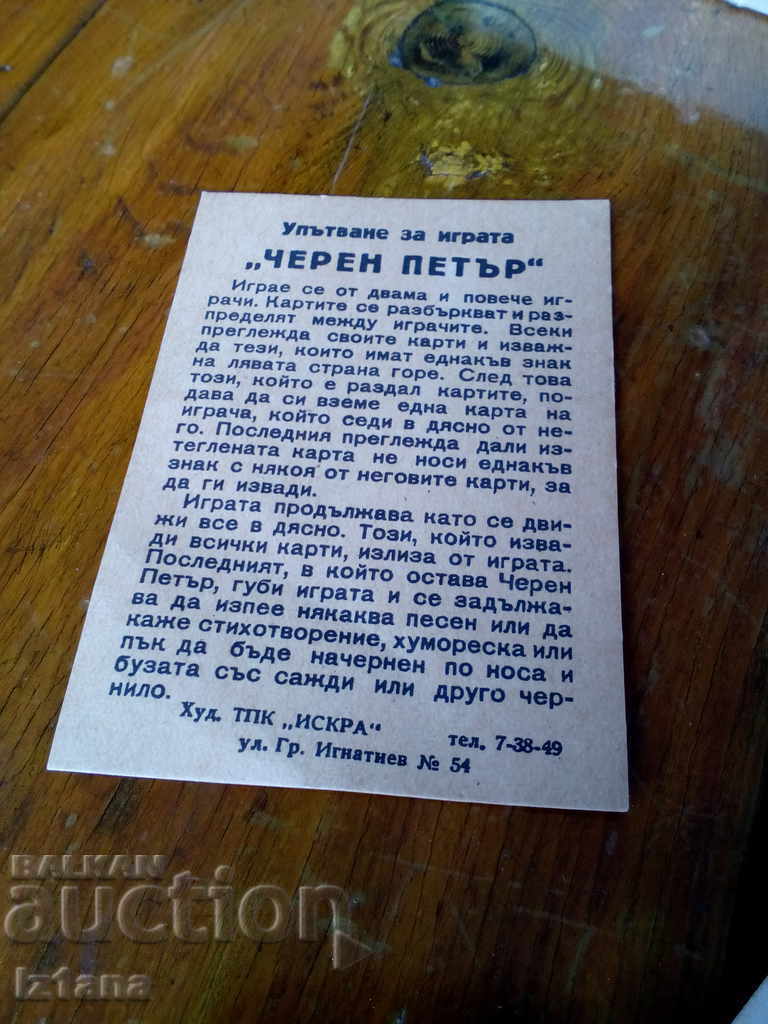 Упътване за играта
„ЧЕРЕН ПЕТЪР“
Играе се от двама и повече иг-
рачи. Картите се разбъркват и раз-
пределят между играчите. Всеки
преглежда своите карти и изваж-
да тези, които имат еднакъв знак
на лявата страна горе. След това
този, който е раздал картите, по-
дава да си вземе една карта на
играча, който седи в дясно от не-
го. Последния преглежда дали из-
теглената карта не носи еднакъв
знак с някоя от неговите карти, за
да ги извади.
Играта продължава като се дви-
жи все в дясно. Този, който изва-
ди всички карти, излиза от играта.
Последният, в който остава Черен
Петър, губи играта и се задължа-
ва да изпее някаква песен или да
каже стихотворение, хумореска или
пък да бъде начернен по носа и
бузата със сажди или друго чер-
нило.
Худ. ТПК „ИСКРА“ тел. 7-38-49
ул. Гр. Игнатиев № 54
BALKAN
auction
iz1ana